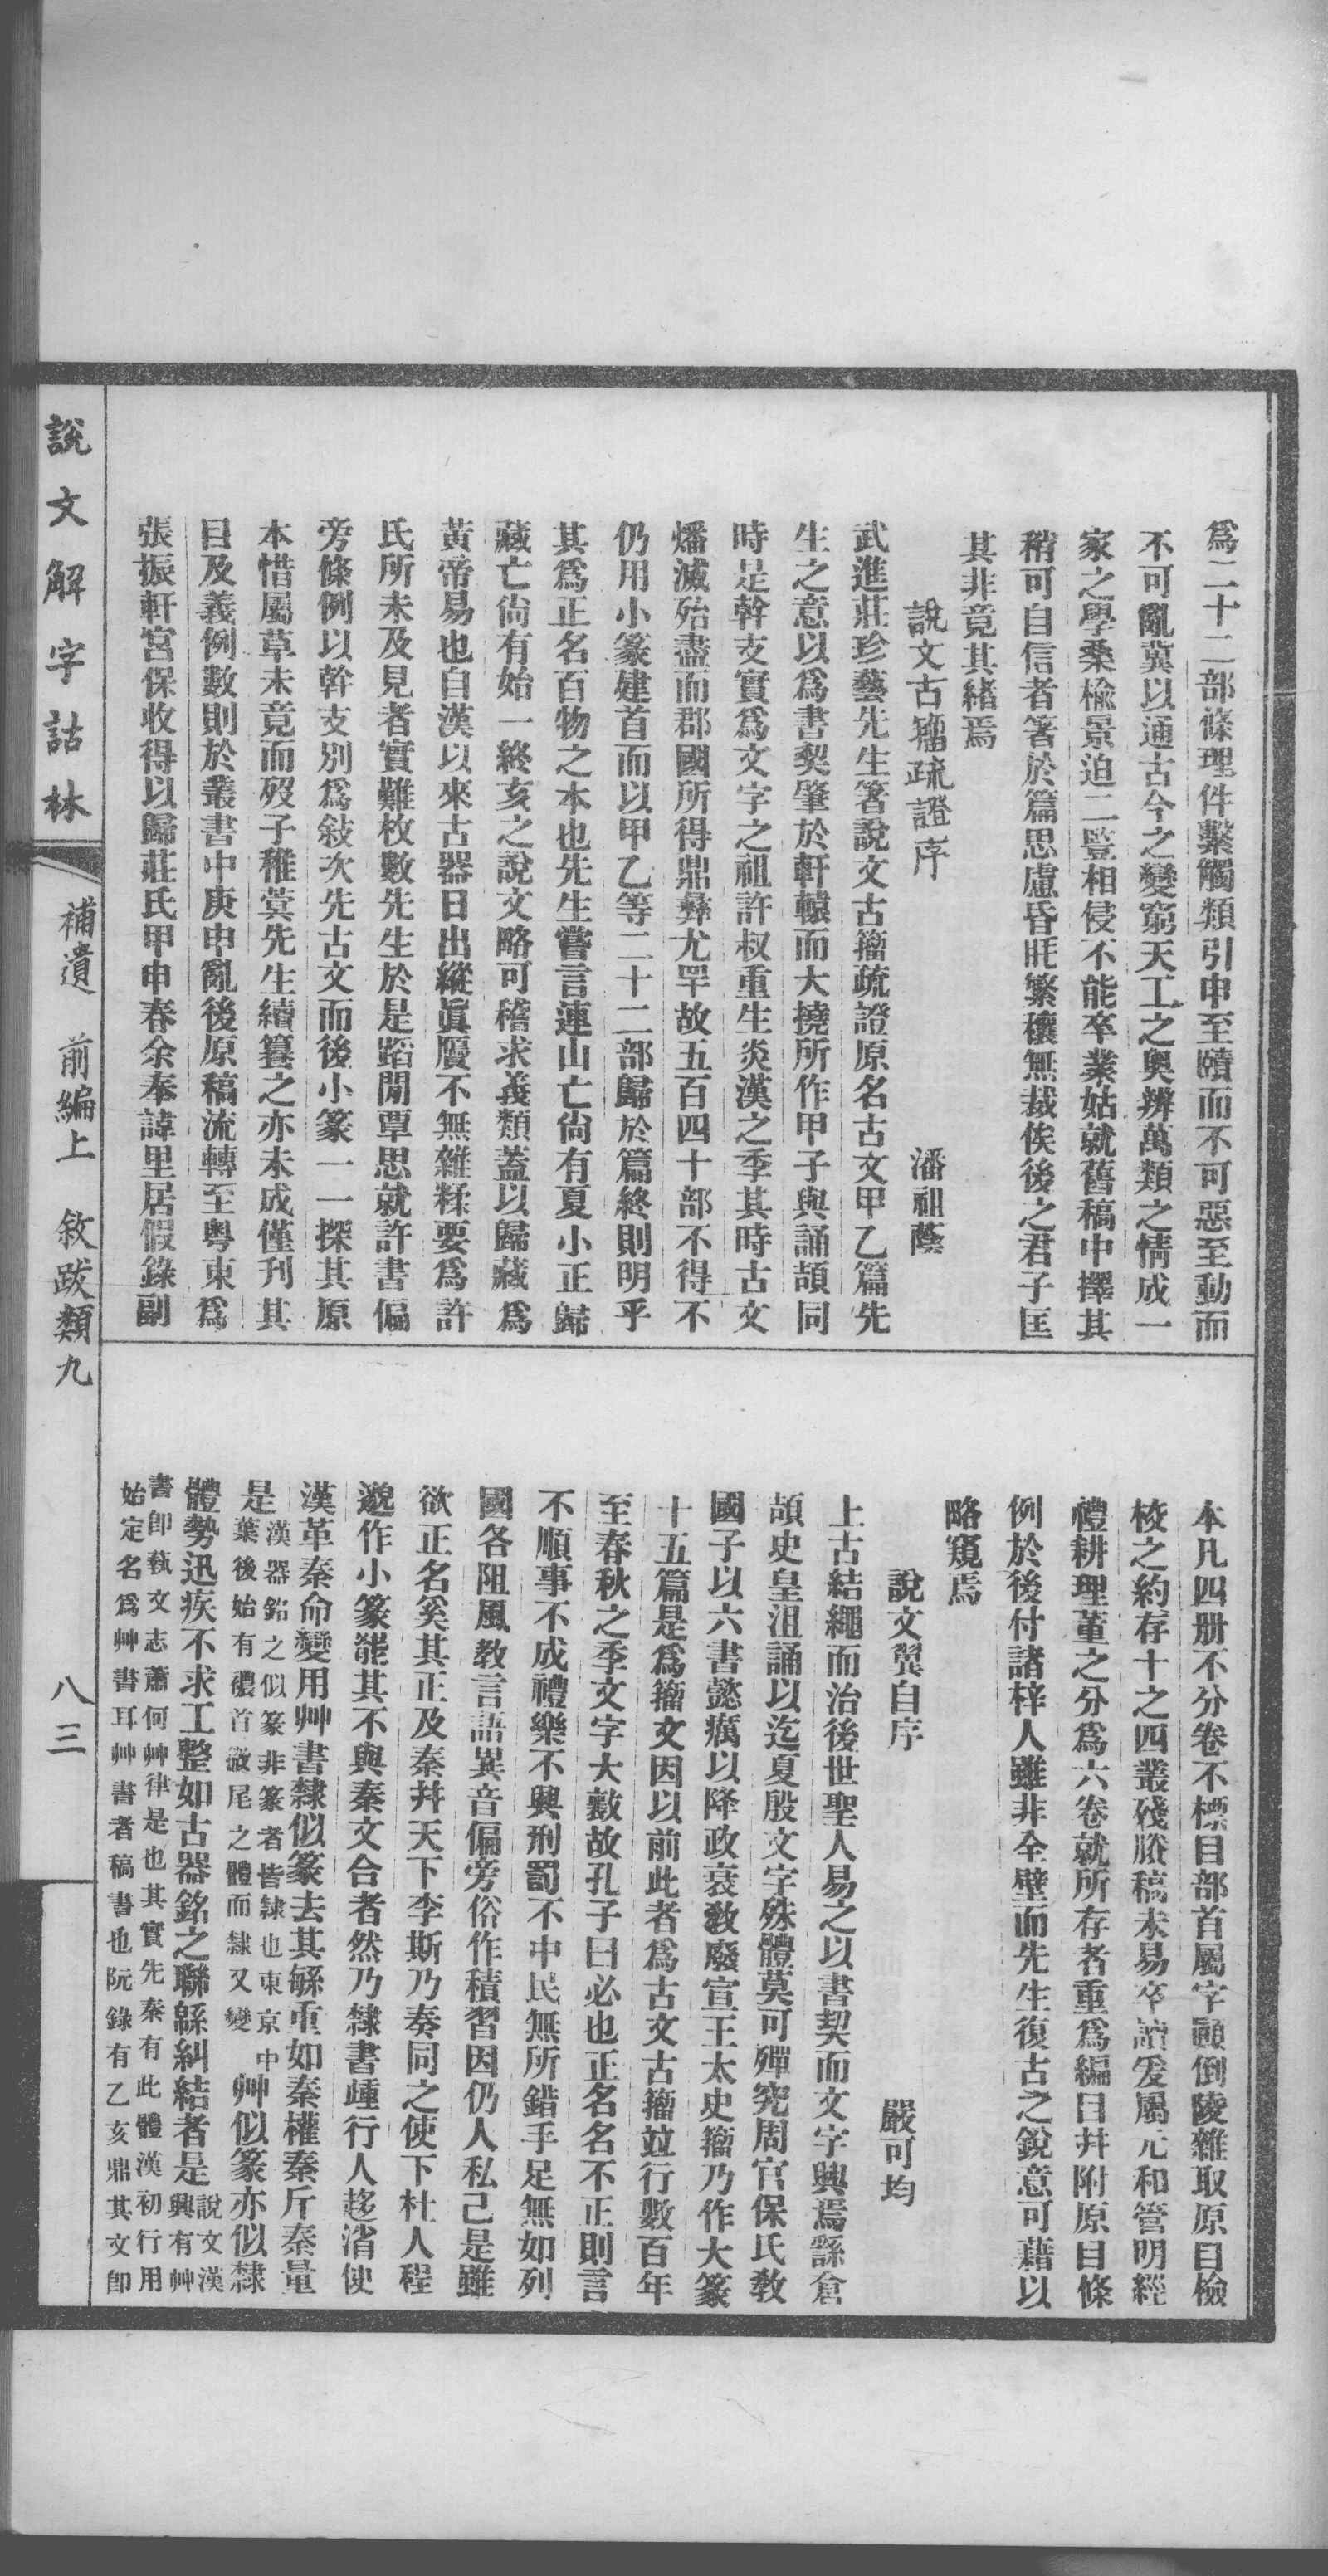 爲二十二部條理件繫觸類引申至賾而不可惡至動而
不可亂冀以通古今之變窮天工之奧辨萬類之情成一
家之學桑楡景迫二豎相侵不能卒業姑就舊稿中擇其
稍可自信者箸於篇思慮昏眊繁穰無裁俟後之君子匡
其非竟其緒焉
說文古籒疏證序　潘祖蔭
武進莊珍藝先生箸說文古籒疏證原名古文甲乙篇先
生之意以爲書契肇於軒轅而大撓所作甲子與誦頡同
時是幹支實爲文字之祖許叔重生炎漢之季其時古文
燔滅殆盡而郡國所得鼎彝尤罕故五百四十部不得不
仍用小篆建首而以甲乙等二十二部歸於篇終則明乎
其爲正名百物之本也先生嘗言連山亡尙有夏小正歸
藏亡尙有始一終亥之說文略可稽求義類蓋以歸藏爲
黃帝易也自漢以來古器日出縱眞贗不無雜糅要爲許
氏所未及見者實難枚數先生於是蹈閒覃思就許書偏
旁條例以幹支別爲敍次先古文而後小篆一一探其原
本惜屬草未竟而歿子稚蓂先生續纂之亦未成僅刊其
目及義例數則於叢書中庚申亂後原稿流轉至粵東爲
張振軒宮保收得以歸莊氏甲申春余奉諱里居假錄副
本凡四册不分卷不標目部首屬字顚倒陵雜取原目檢
校之約存十之四叢殘賸稿未易卒讀爰屬元和管明經
禮耕理董之分爲六卷就所存者重爲編目幷附原目條
例於後付諸梓人雖非全壁而先生復古之銳意可藉以
略窺焉
說文翼自序　嚴可均
上古結繩而治後世聖人易之以書契而文字興焉繇倉
頡史皇沮誦以迄夏殷文字殊體莫可殫究周官保氏教
國子以六書懿癘以降政衰敎廢宣王太史籒乃作大篆
十五篇是爲籒文因以前此者爲古文古籒竝行數百年
至春秋之季文字大斁故孔子曰必也正名名不正則言
不順事不成禮樂不興刑罰不中民無所錯手足無如列
國各阻風教言語異音偏旁俗作積習因仍人私己是雖
欲正名奚其正及秦幷天下李斯乃奏同之使下杜人程
邈作小篆能其不與秦文合者然乃隸書踵行人趍渻使
漢革秦命變用艸書隸似篆去其緐重如秦權秦斤秦量
是漢器銘之似篆非篆者皆隸也東京中葉後始有磥首歛尾之體而隸又變艸似篆亦似隸
體勢迅疾不求工整如古器銘之聯緜糾結者是說文漢興有艸
書卽埶文志蕭何艸律是也其實先秦有此體漢初行用
始定名爲艸書耳艸書者稿書也阮錄有乙亥鼎其文卽
說文解字詁林　補遺　前編上　敘跋類九　八三